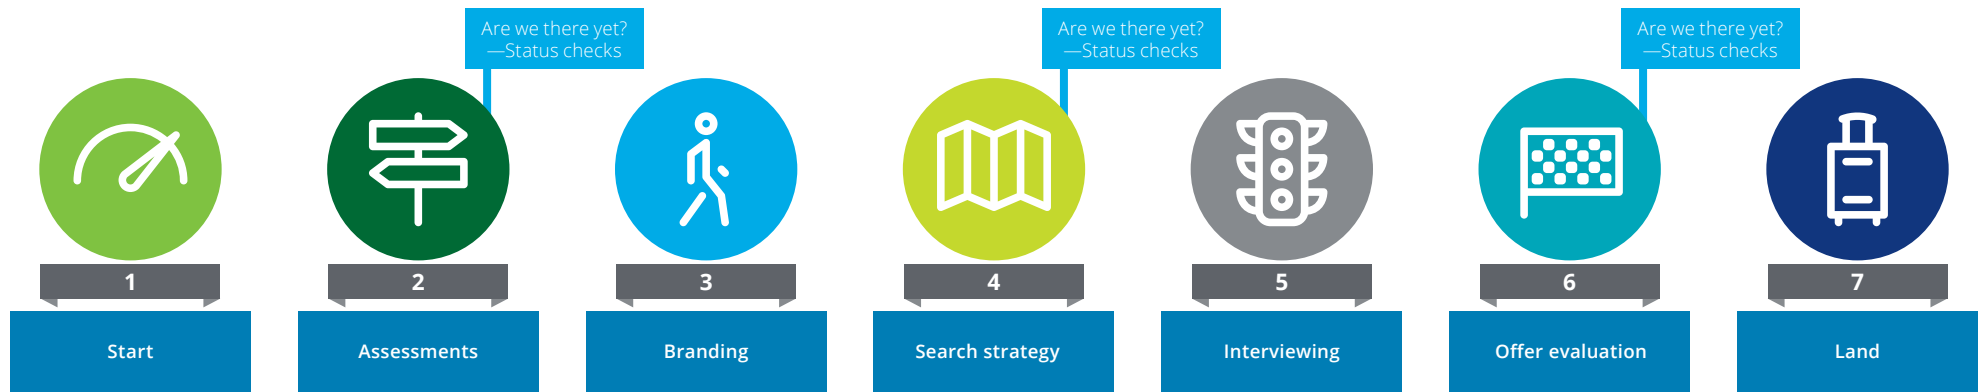 Are we there yet?
—Status checks
Are we there yet?
—Status checks
Are we there yet?
—Status checks
1
2
3
4
5
6
7
Start
Assessments
Branding
Search strategy
Interviewing
Offer evaluation
Land